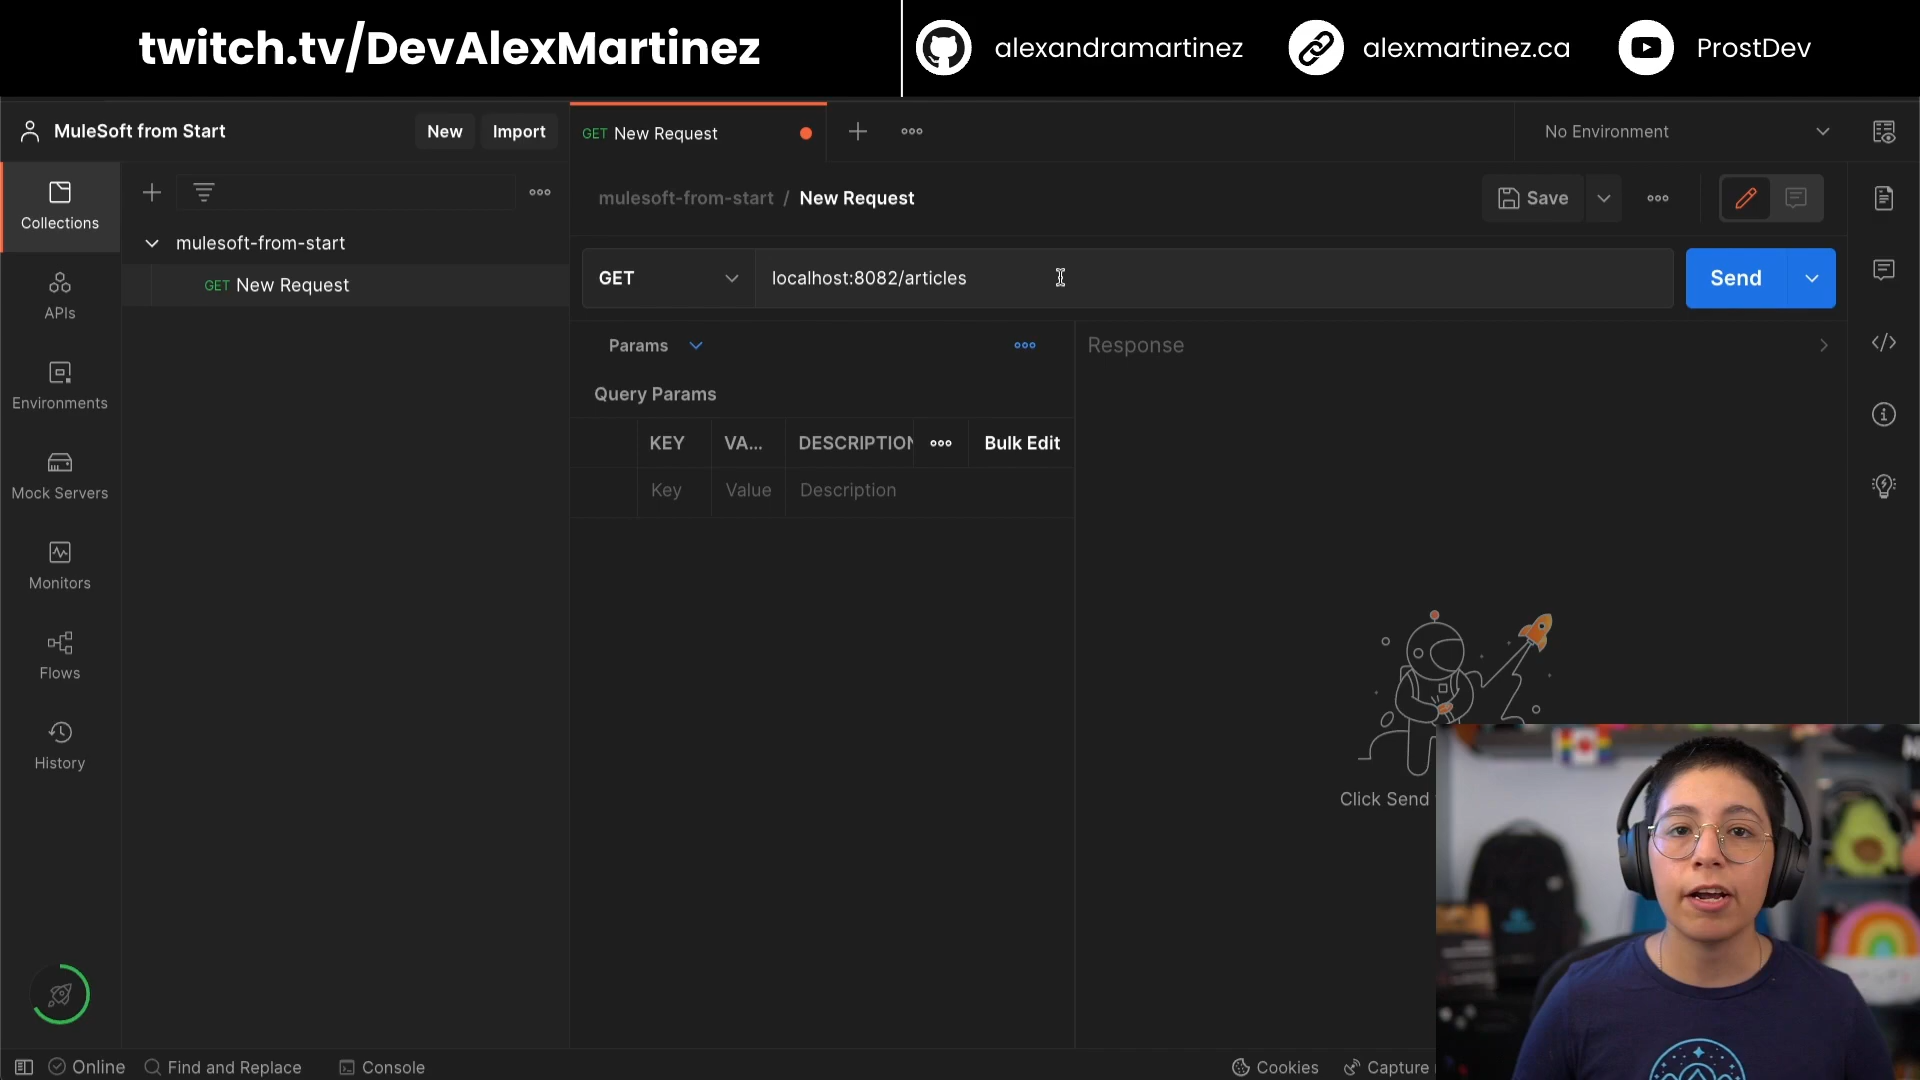 twitch.tv/DevAlexMartinez
alexandramartinez
alexmartinez.ca
ProstDev
MuleSoft from Start
New
Import
GET New Request
No Environment
Collections
APIs
Environments
Mock Servers
Monitors
Flows
History
mulesoft-from-start
GET New Request
mulesoft-from-start / New Request
Save
GET
localhost:8082/articles
Send
Params
Query Params
KEY
VA...
DESCRIPTION
Bulk Edit
Key
Value
Description
Response
Click Send
Online
Find and Replace
Console
Cookies
Capture